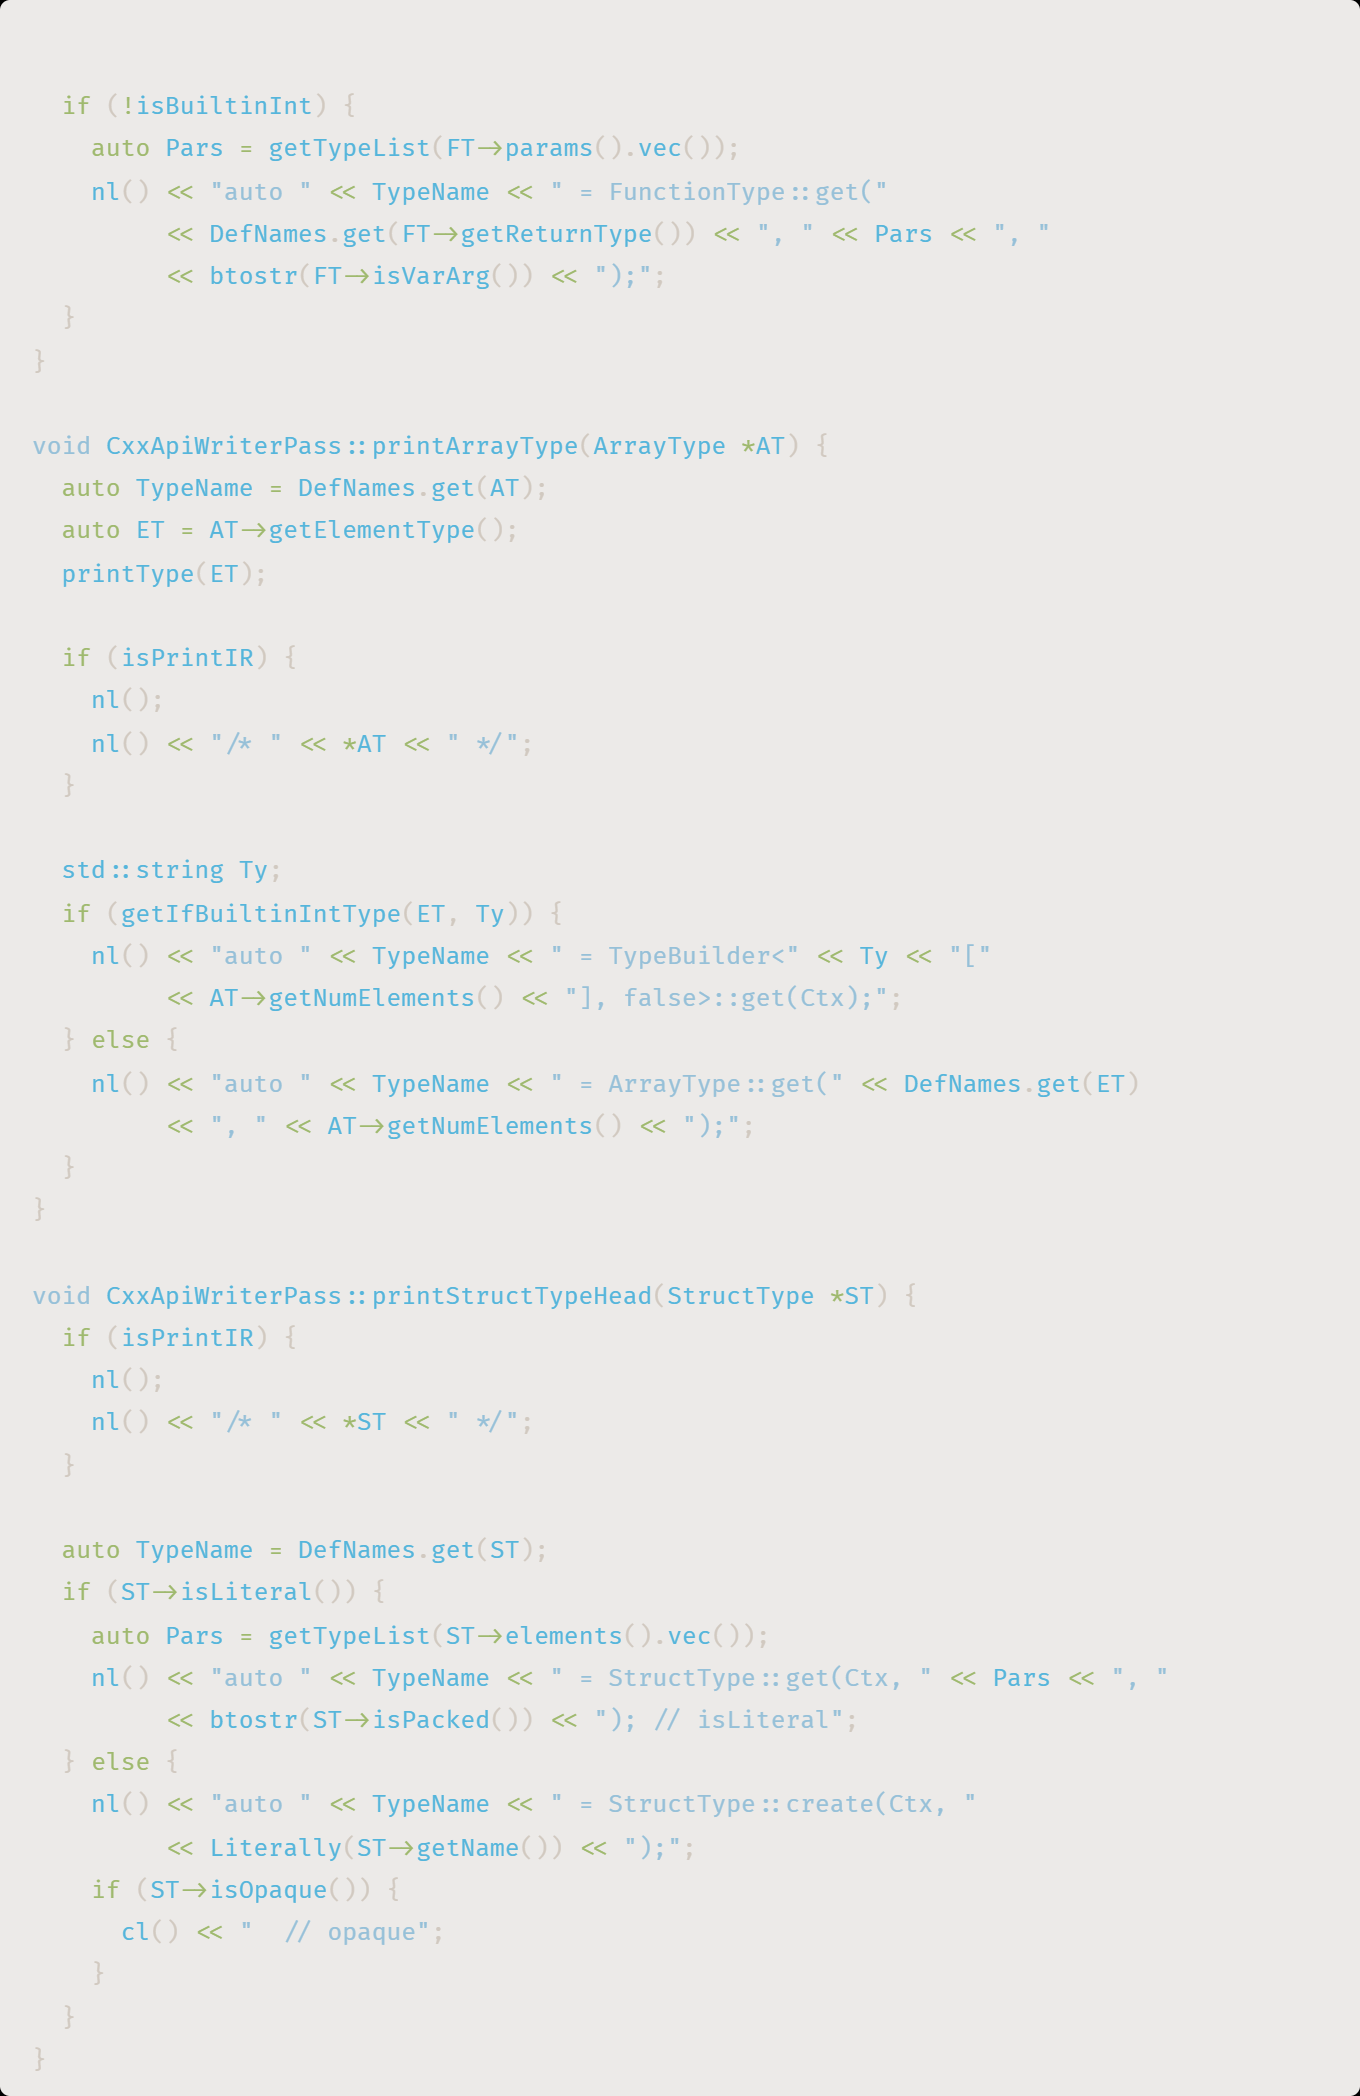 if (!isBuiltinInt) {
    auto Pars = getTypeList(FT->params().vec());
    nl() << "auto " << TypeName << " = FunctionType::get("
         << DefNames.get(FT->getReturnType()) << ", " << Pars << ", "
         << btostr(FT->isVarArg()) << ");";
  }
}

void CxxApiWriterPass::printArrayType(ArrayType *AT) {
  auto TypeName = DefNames.get(AT);
  auto ET = AT->getElementType();
  printType(ET);

  if (isPrintIR) {
    nl();
    nl() << "/* " << *AT << " */";
  }

  std::string Ty;
  if (getIfBuiltinIntType(ET, Ty)) {
    nl() << "auto " << TypeName << " = TypeBuilder<" << Ty << "["
         << AT->getNumElements() << "], false>::get(Ctx);";
  } else {
    nl() << "auto " << TypeName << " = ArrayType::get(" << DefNames.get(ET)
         << ", " << AT->getNumElements() << ");";
  }
}

void CxxApiWriterPass::printStructTypeHead(StructType *ST) {
  if (isPrintIR) {
    nl();
    nl() << "/* " << *ST << " */";
  }

  auto TypeName = DefNames.get(ST);
  if (ST->isLiteral()) {
    auto Pars = getTypeList(ST->elements().vec());
    nl() << "auto " << TypeName << " = StructType::get(Ctx, " << Pars << ", "
         << btostr(ST->isPacked()) << "); // isLiteral";
  } else {
    nl() << "auto " << TypeName << " = StructType::create(Ctx, "
         << Literally(ST->getName()) << ");";
    if (ST->isOpaque()) {
      cl() << "  // opaque";
    }
  }
}